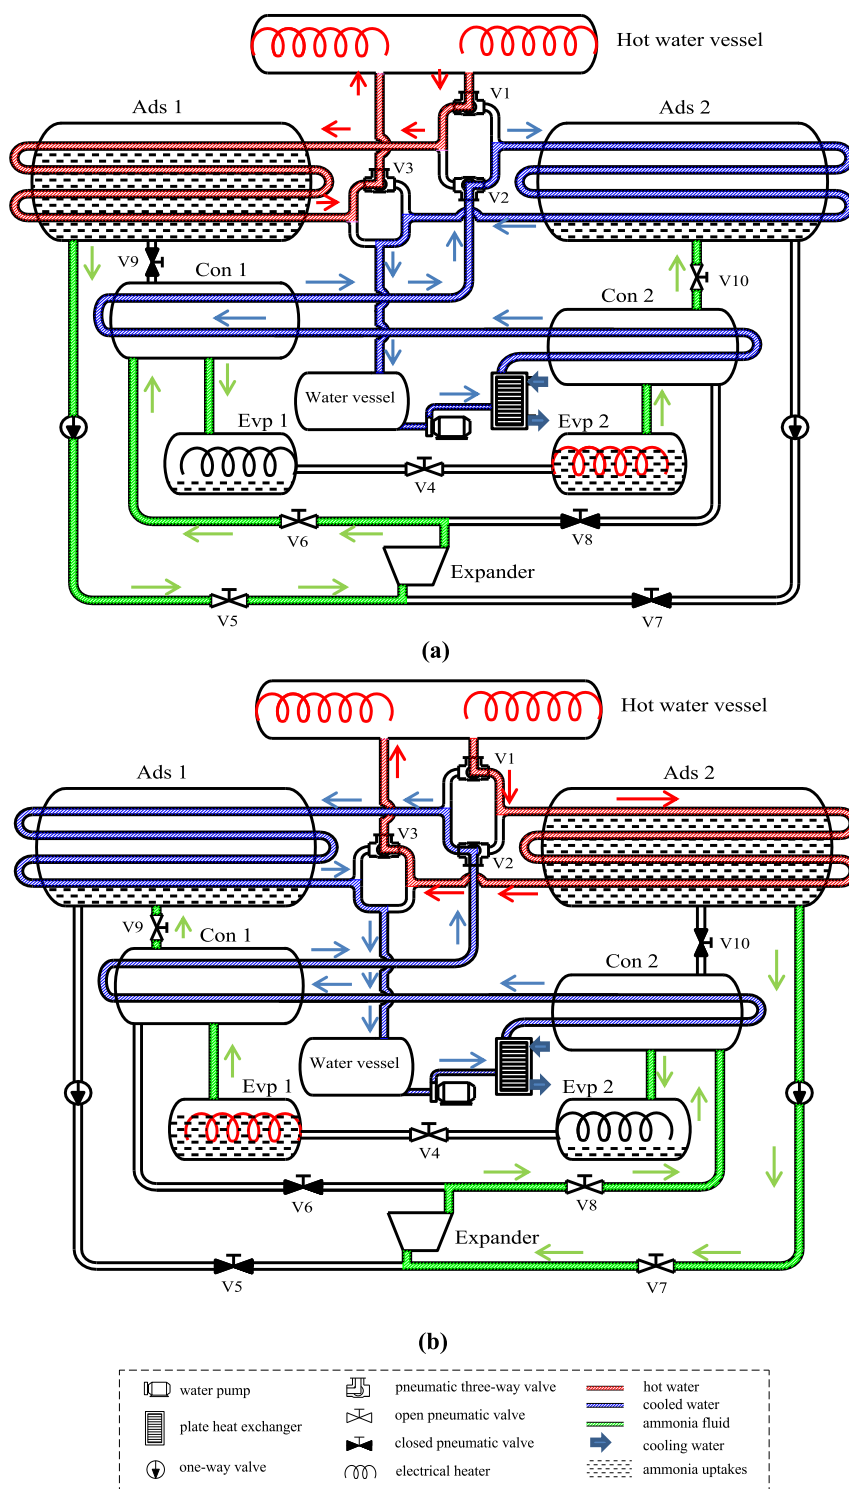 Hot water vessel
V1
Ads 1
Ads 2
V3
V2
V9
Con 1
V10
Con 2
Water vessel
Evp 1
Evp 2
V4
V6
V8
Expander
V5
V7
(a)
Hot water vessel
V1
Ads 1
Ads 2
V3
V2
V9
Con 1
V10
Con 2
Water vessel
Evp 1
Evp 2
V4
V6
V8
Expander
V5
V7
(b)
water pump
pneumatic three-way valve
hot water
cooled water
plate heat exchanger
open pneumatic valve
ammonia fluid
closed pneumatic valve
cooling water
one-way valve
electrical heater
ammonia uptakes